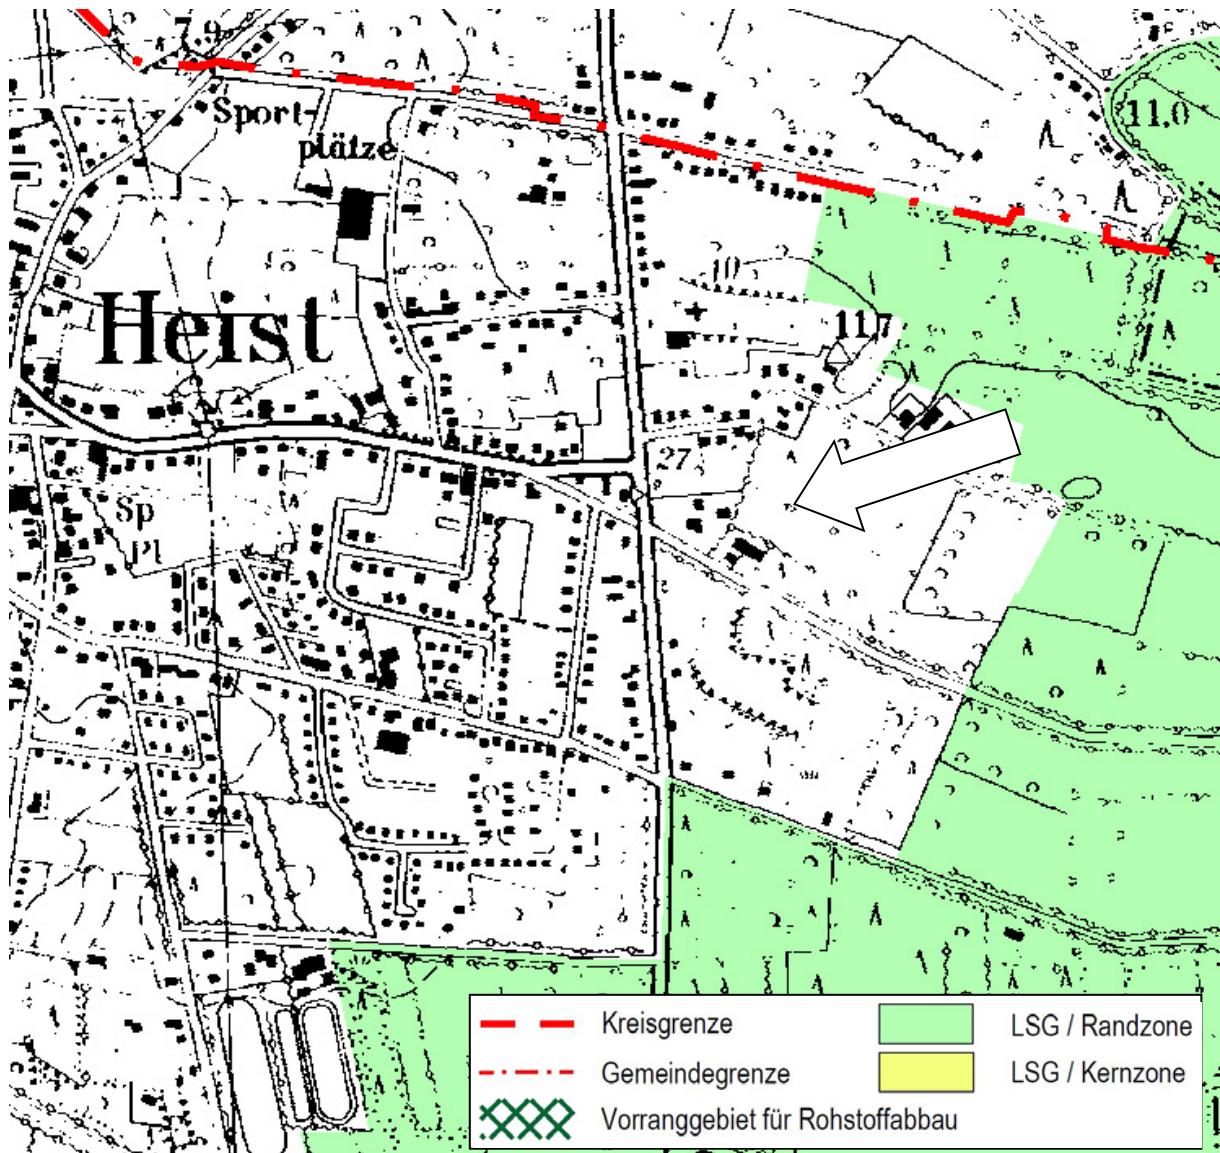 7,9
Sport-
plätze
11,0
10
Heist
11,7
27
Sp
Pl
Kreisgrenze
LSG / Randzone
Gemeindegrenze
LSG / Kernzone
Vorranggebiet für Rohstoffabbau